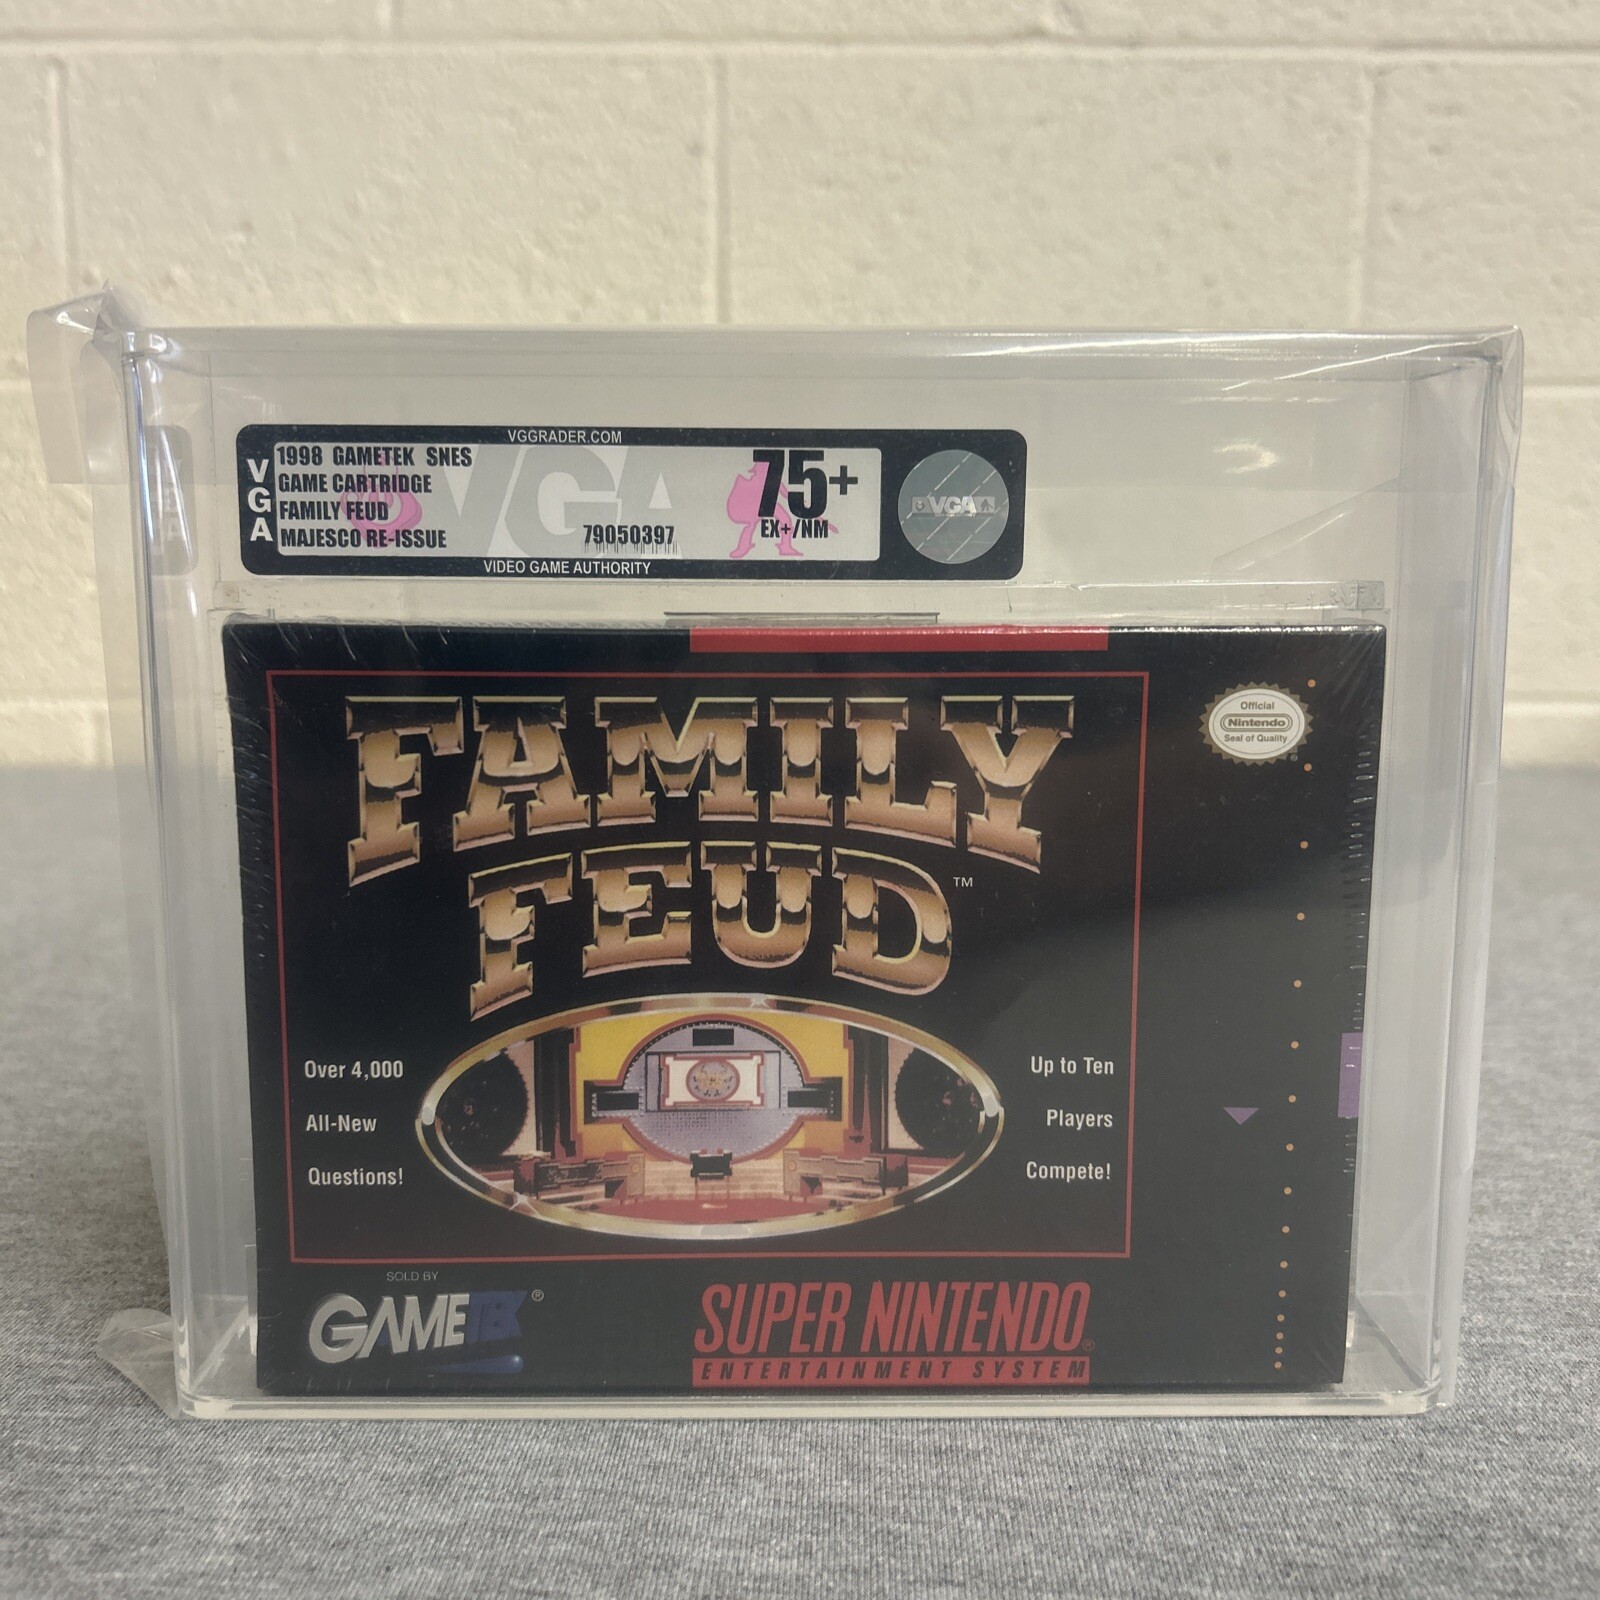 VGGRADER.COM
VGA
1998 GAMETEK SNES
GAME CARTRIDGE
FAMILY FEUD
MAJESCO RE-ISSUE
79050397
75+
EX+/NM
VGA
VIDEO GAME AUTHORITY
FAMILY
FEUD™
Official
Nintendo
Seal of Quality
®
Over 4,000
All-New
Questions!
Up to Ten
Players
Compete!
SOLD BY
GAMETEK®
SUPER NINTENDO®
ENTERTAINMENT SYSTEM